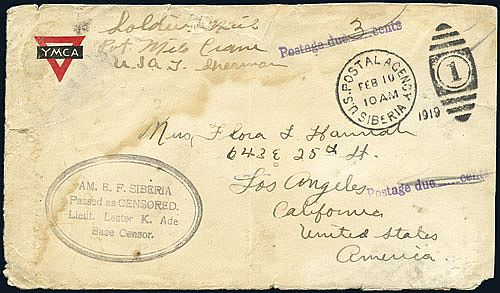 Soldier's Mail
Pvt Milo Crane
U.S.A.T. Sherman
YMCA
Postage due 3 cents
U.S. POSTAL AGENCY
FEB 10
10 AM
SIBERIA
1919
1
Miss Flora L Hannah
643 E 25th St.
Los Angeles
California
United States
America
Postage due cents
AM. E. F. SIBERIA
Passed as CENSORED.
Lieut. Lester K. Ade
Base Censor.